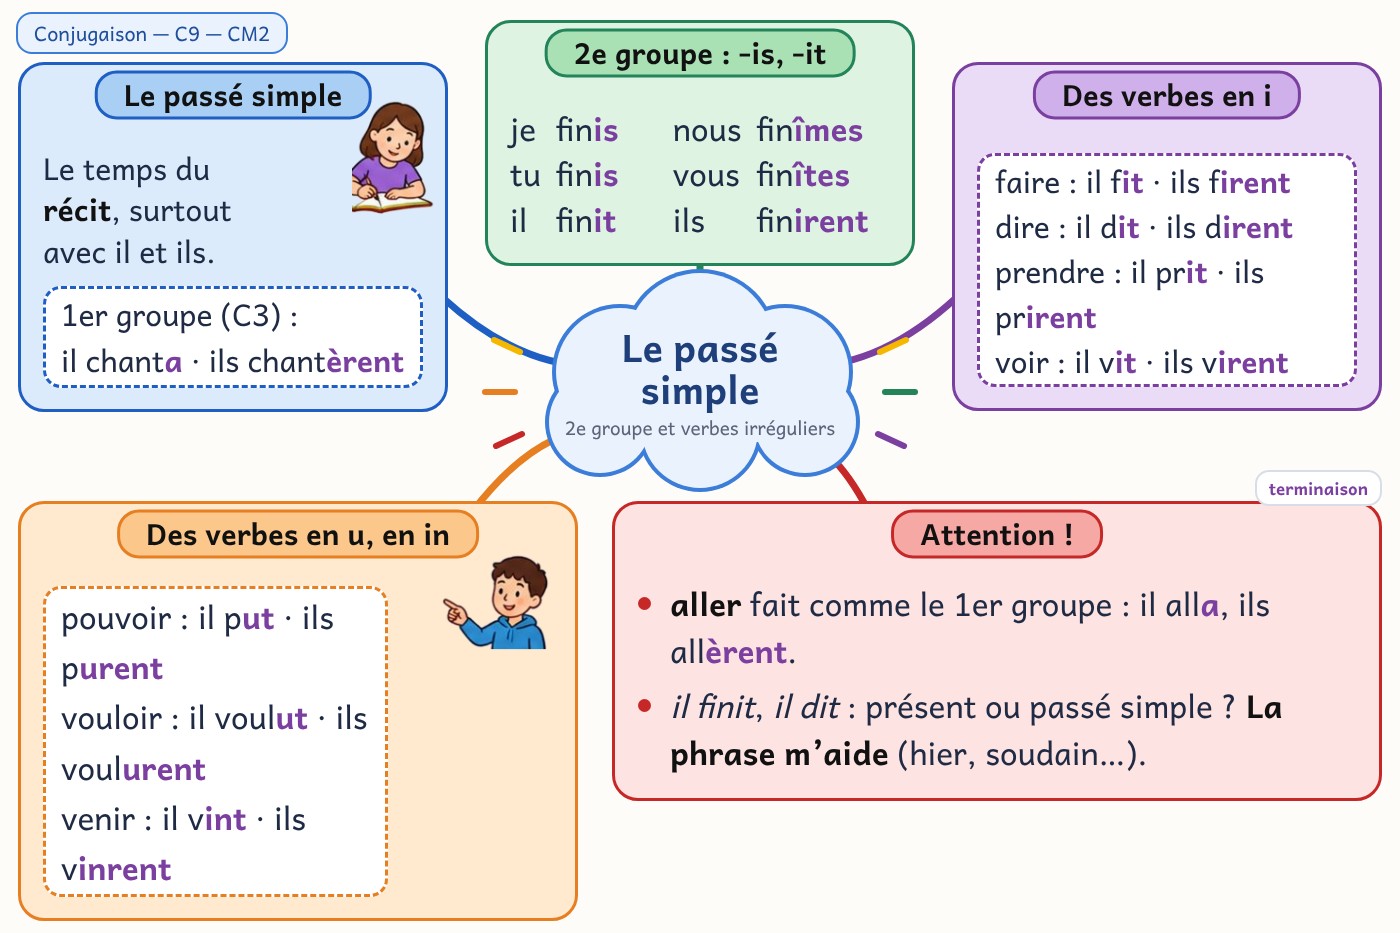 Conjugaison — C9 — CM2
Le passé simple
Le temps du
récit, surtout
avec il et ils.
1er groupe (C3) :
il chanta · ils chantèrent
2e groupe : -is, -it
je finis nous finîmes
tu finis vous finîtes
il finit ils finirent
Des verbes en i
faire : il fit · ils firent
dire : il dit · ils dirent
prendre : il prit · ils
prirent
voir : il vit · ils virent
Le passé
simple
2e groupe et verbes irréguliers
Des verbes en u, en in
pouvoir : il put · ils
purent
vouloir : il voulut · ils
voulurent
venir : il vint · ils
vinrent
terminaison
Attention !
• aller fait comme le 1er groupe : il alla, ils
allèrent.
• il finit, il dit : présent ou passé simple ? La
phrase m’aide (hier, soudain…).